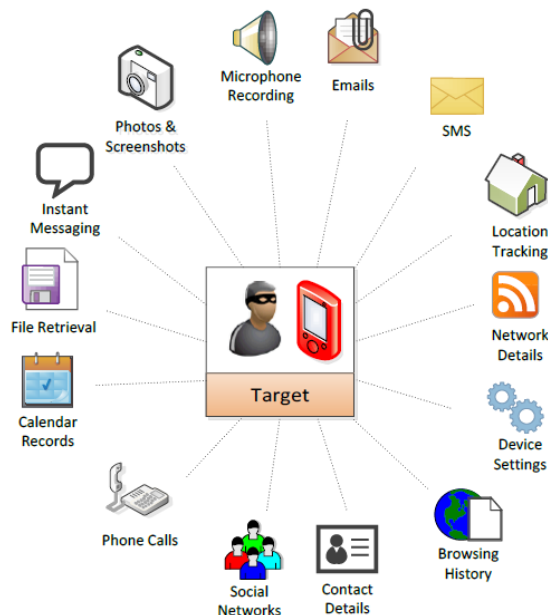 Microphone
Recording
Emails
SMS
Location
Tracking
Network
Details
Device
Settings
Browsing
History
Contact
Details
Social
Networks
Phone Calls
Calendar
Records
File Retrieval
Instant
Messaging
Photos &
Screenshots
Target